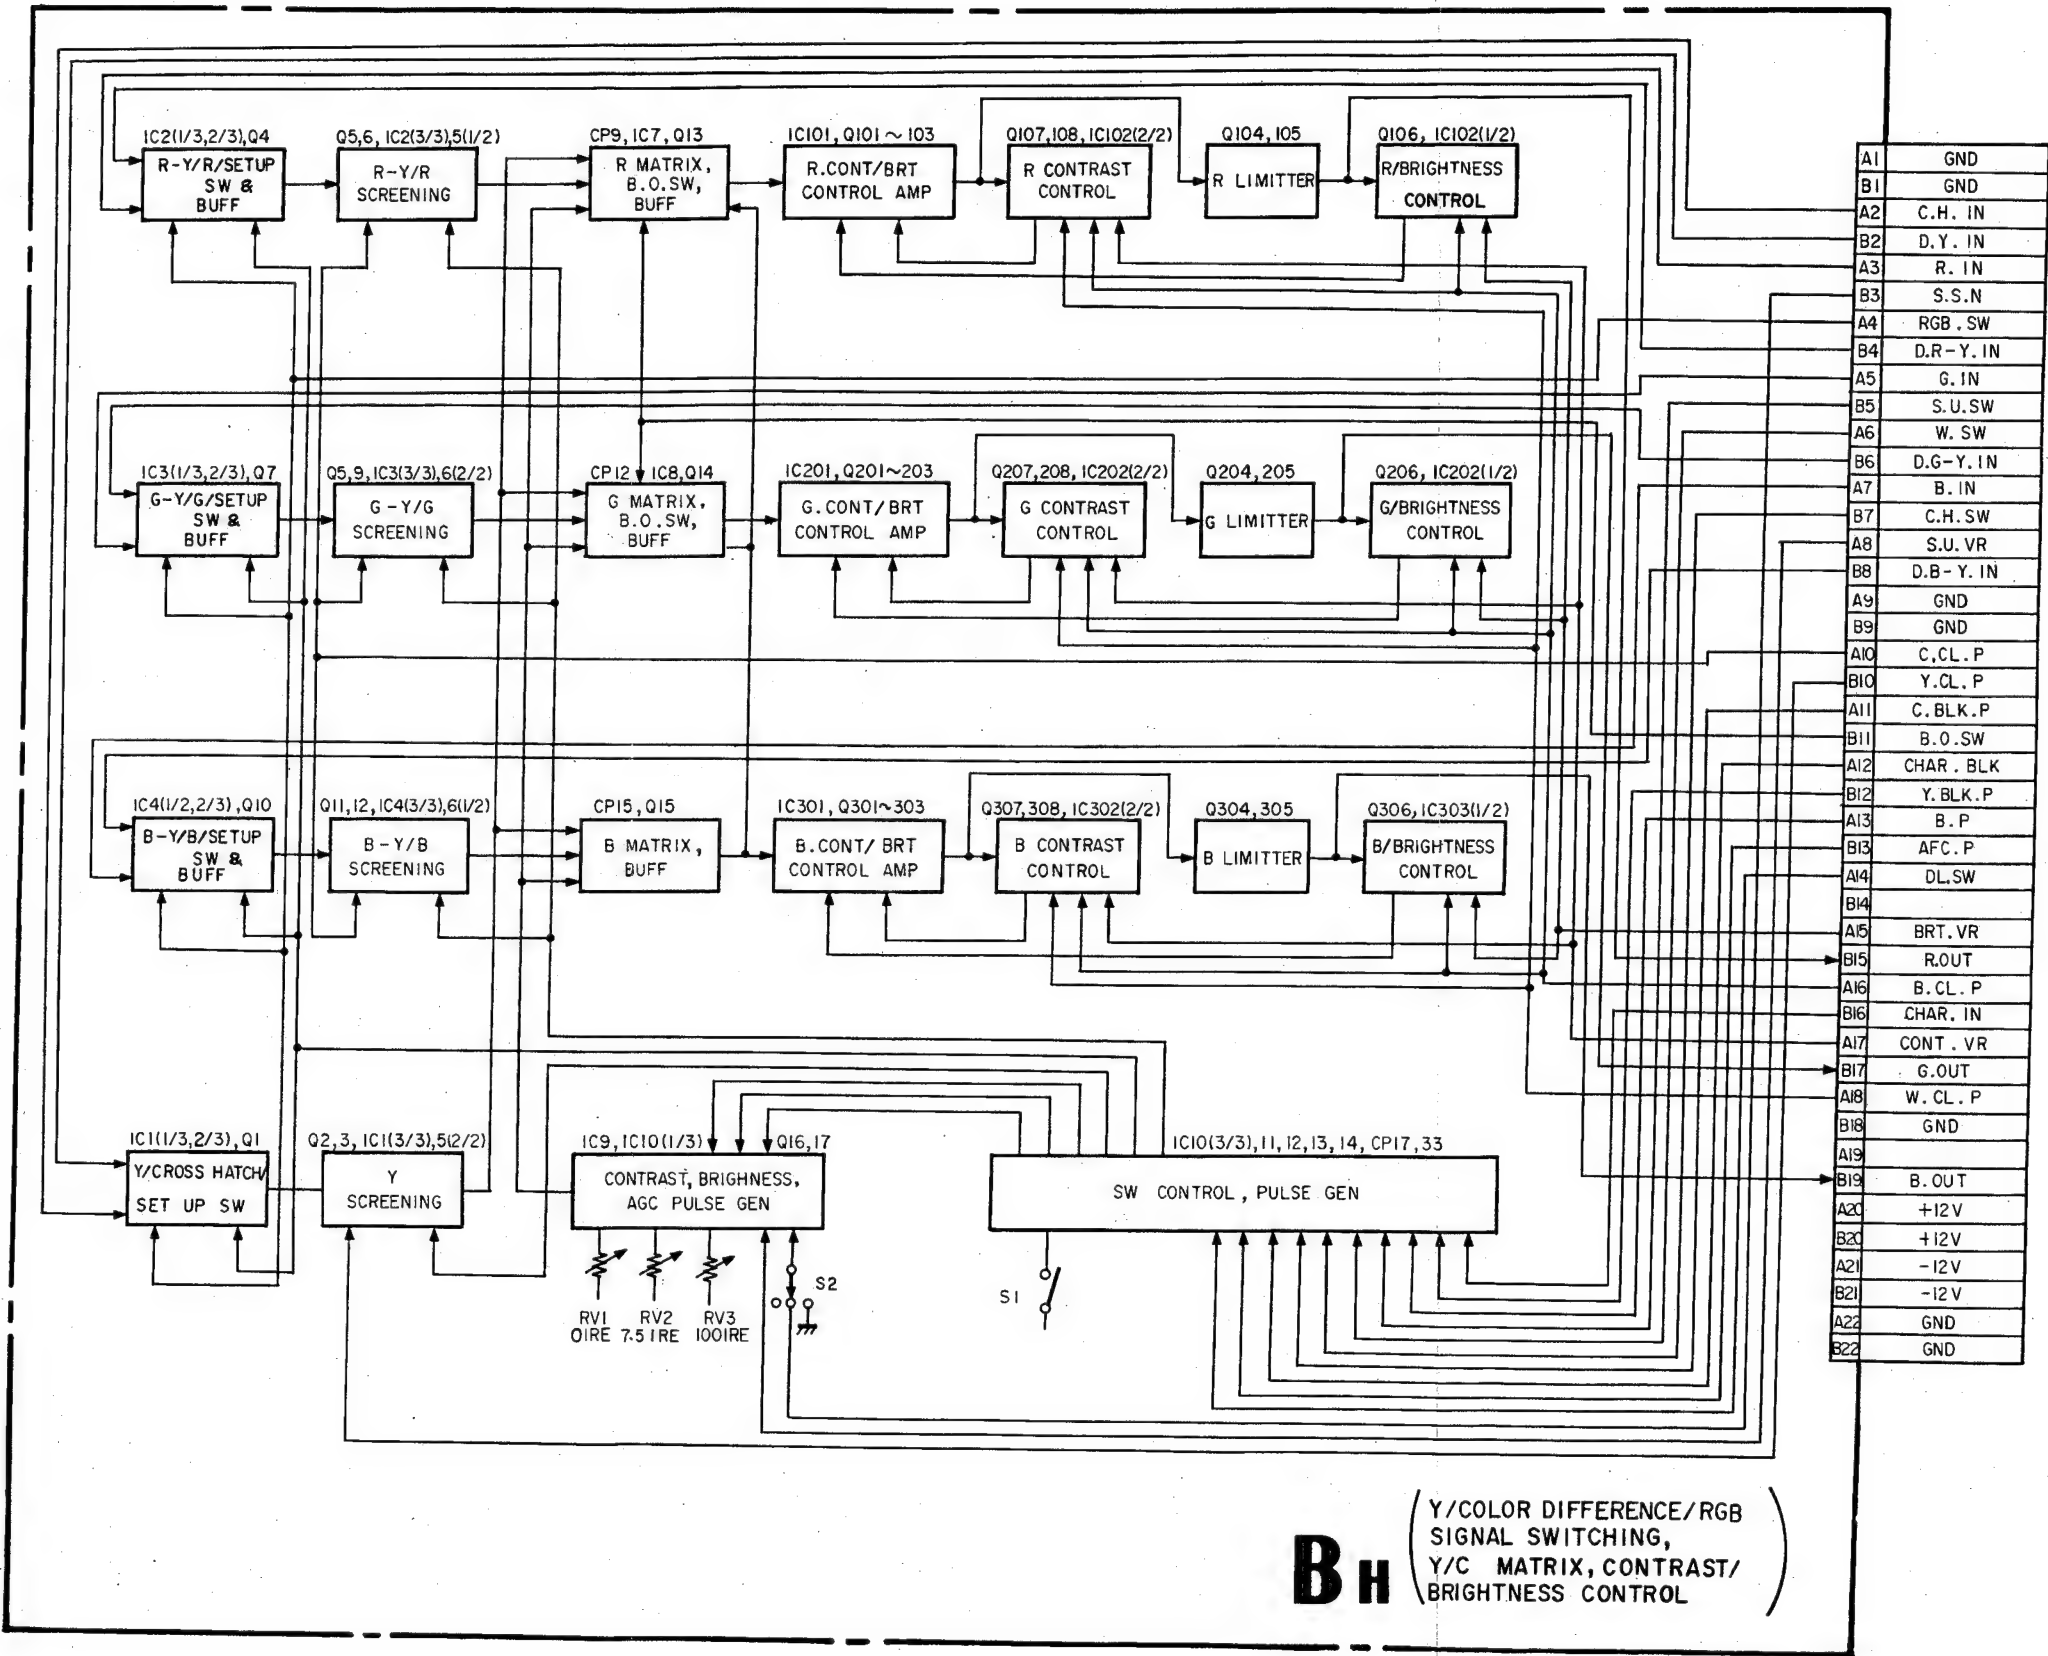 IC2(1/3,2/3),Q4
R-Y/R/SETUP
SW &
BUFF
Q5,6, IC2(3/3),5(1/2)
R-Y/R
SCREENING
CP9, IC7, Q13
R MATRIX,
B.O.SW,
BUFF
IC101, Q101~103
R.CONT/BRT
CONTROL AMP
Q107,108, IC102(2/2)
R CONTRAST
CONTROL
Q104,105
R LIMITTER
Q106, IC102(1/2)
R/BRIGHTNESS
CONTROL
IC3(1/3,2/3), Q7
G-Y/G/SETUP
SW &
BUFF
Q5,9, IC3(3/3),6(2/2)
G-Y/G
SCREENING
CP12 IC8,Q14
G MATRIX,
B.O.SW,
BUFF
IC201, Q201~203
G.CONT/BRT
CONTROL AMP
Q207,208, IC202(2/2)
G CONTRAST
CONTROL
Q204,205
G LIMITTER
Q206, IC202(1/2)
G/BRIGHTNESS
CONTROL
IC4(1/2,2/3),Q10
B-Y/B/SETUP
SW &
BUFF
Q11,12, IC4(3/3),6(1/2)
B-Y/B
SCREENING
CP15, Q15
B MATRIX,
BUFF
IC301, Q301~303
B.CONT/BRT
CONTROL AMP
Q307,308, IC302(2/2)
B CONTRAST
CONTROL
Q304,305
B LIMITTER
Q306, IC303(1/2)
B/BRIGHTNESS
CONTROL
IC1(1/3,2/3), Q1
Y/CROSS HATCH/
SET UP SW
Q2,3, IC1(3/3),5(2/2)
Y
SCREENING
IC9, IC10(1/3) Q16,17
CONTRAST, BRIGHNESS,
AGC PULSE GEN
IC10(3/3),11,12,13,14, CP17,33
SW CONTROL, PULSE GEN
S2
S1
RV1 RV2 RV3
0IRE 7.5IRE 100IRE
A1 GND
B1 GND
A2 C.H. IN
B2 D.Y. IN
A3 R. IN
B3 S.S.N
A4 RGB.SW
B4 D.R-Y.IN
A5 G.IN
B5 S.U.SW
A6 W.SW
B6 D.G-Y.IN
A7 B.IN
B7 C.H.SW
A8 S.U.VR
B8 D.B-Y.IN
A9 GND
B9 GND
A10 C,CL.P
B10 Y.CL.P
A11 C.BLK.P
B11 B.O.SW
A12 CHAR.BLK
B12 Y.BLK.P
A13 B.P
B13 AFC.P
A14 DL.SW
B14
A15 BRT.VR
B15 R.OUT
A16 B.CL.P
B16 CHAR.IN
A17 CONT.VR
B17 G.OUT
A18 W.CL.P
B18 GND
A19
B19 B.OUT
A20 +12V
B20 +12V
A21 -12V
B21 -12V
A22 GND
B22 GND
BH
Y/COLOR DIFFERENCE/RGB
SIGNAL SWITCHING,
Y/C MATRIX, CONTRAST/
BRIGHTNESS CONTROL